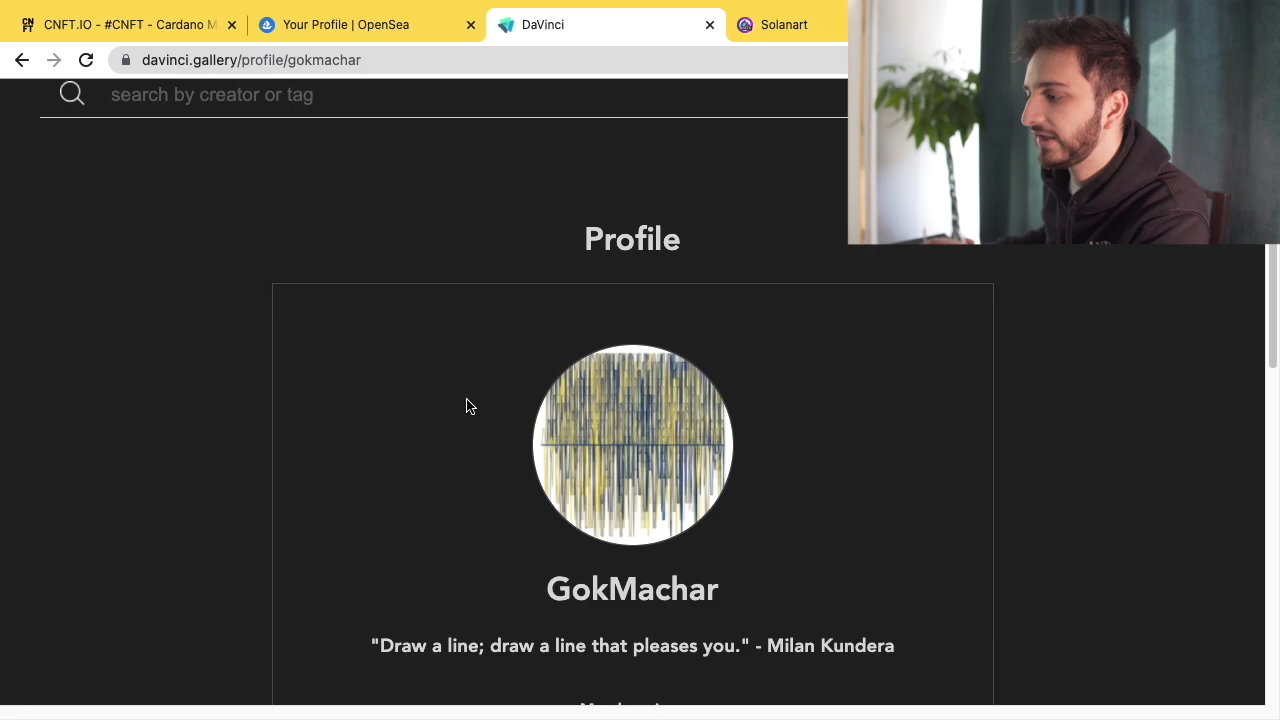 CNFT.IO - #CNFT - Cardano M
Your Profile | OpenSea
DaVinci
Solanart
davinci.gallery/profile/gokmachar
search by creator or tag
Profile
GokMachar
"Draw a line; draw a line that pleases you." - Milan Kundera